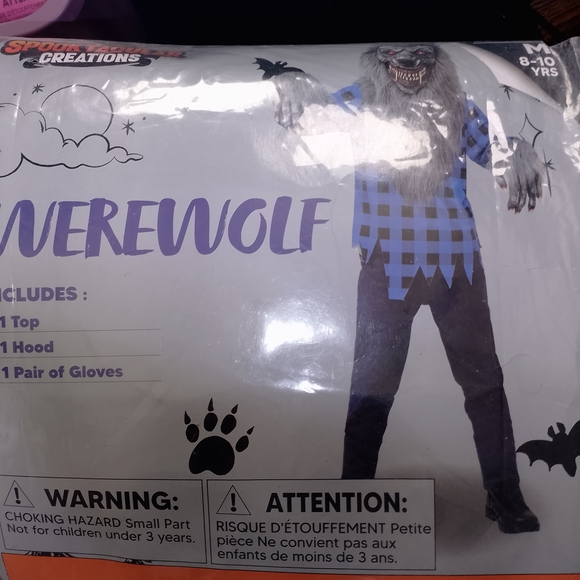 SPOOKTACULAR
CREATIONS
M
8-10
YRS
WEREWOLF
NCLUDES :
1 Top
1 Hood
1 Pair of Gloves
WARNING:
CHOKING HAZARD Small Part
Not for children under 3 years.
ATTENTION:
RISQUE D'ÉTOUFFEMENT Petite
pièce Ne convient pas aux
enfants de moins de 3 ans.